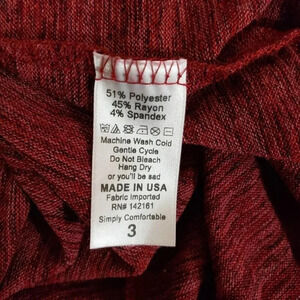 51% Polyester
45% Rayon
4% Spandex
Machine Wash Cold
Gentle Cycle
Do Not Bleach
Hang Dry
or you'll be sad
MADE IN USA
Fabric Imported
RN# 142161
Simply Comfortable
3